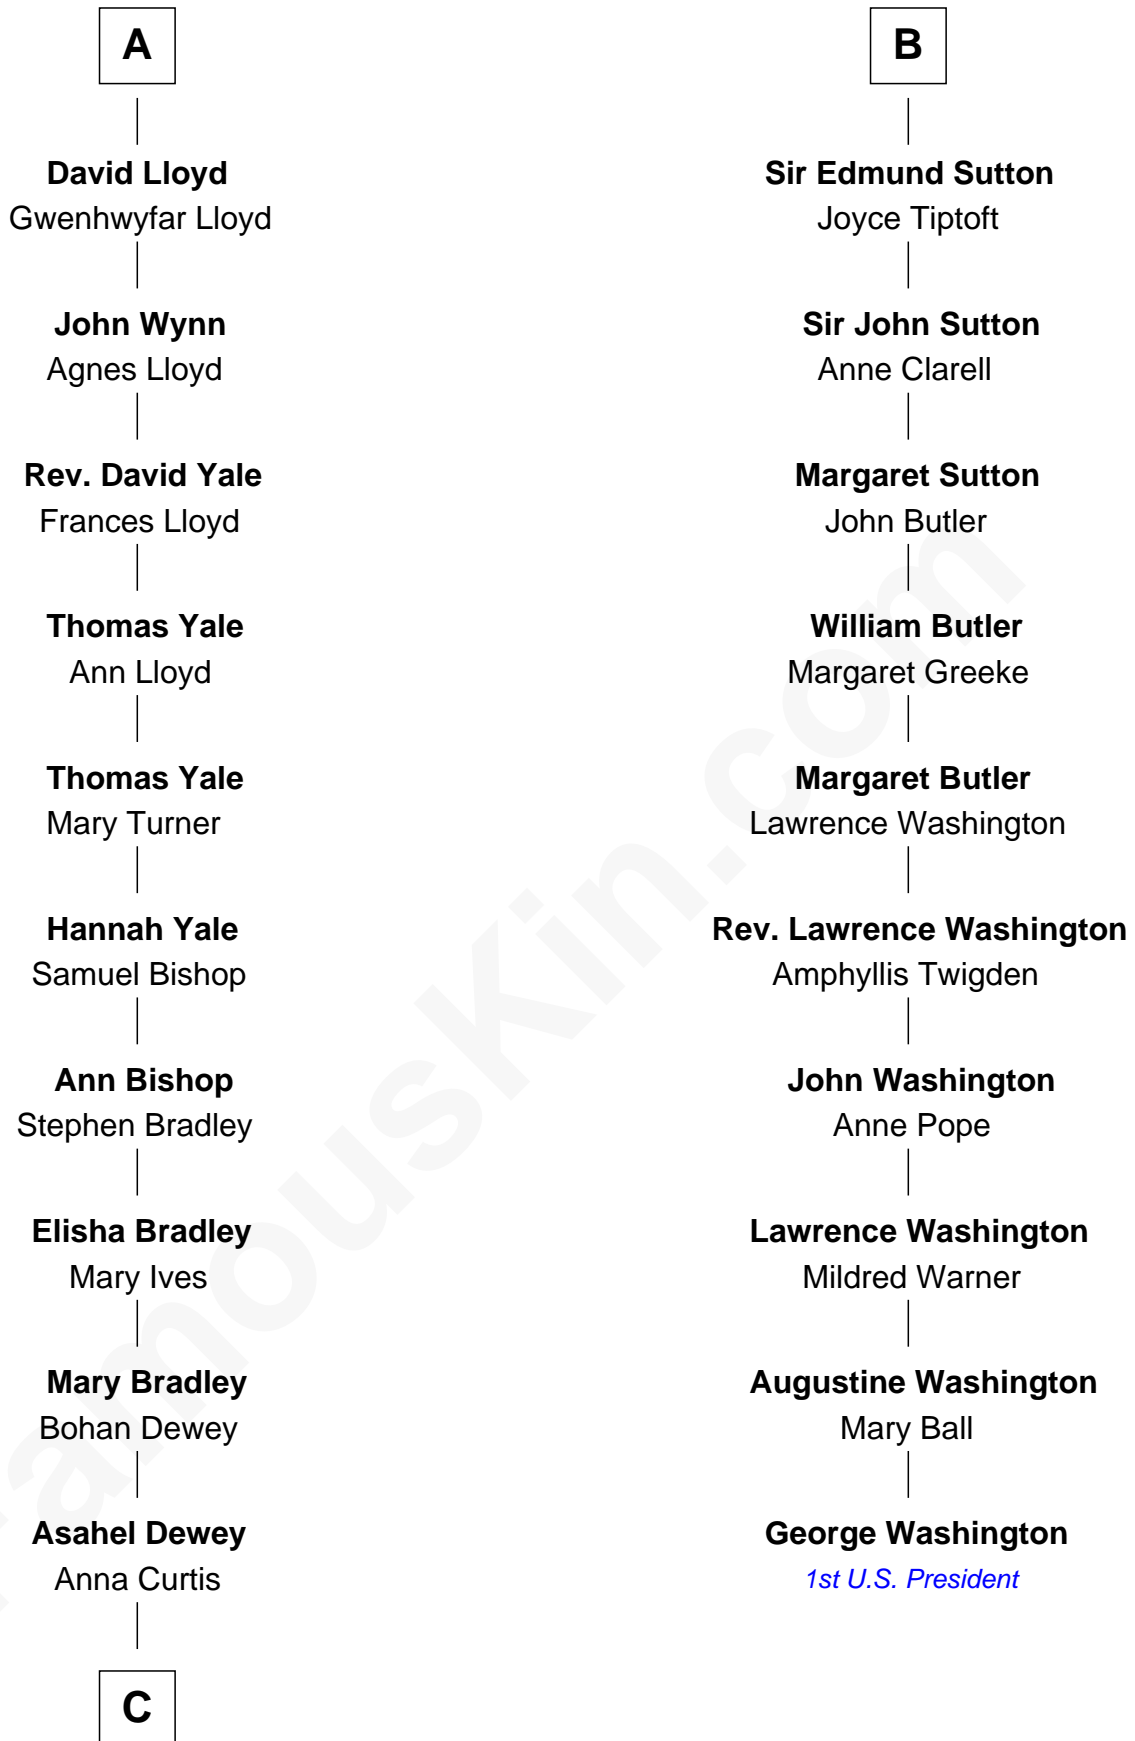 A
David Lloyd
Gwenhwyfar Lloyd
John Wynn
Agnes Lloyd
Rev. David Yale
Frances Lloyd
Thomas Yale
Ann Lloyd
Thomas Yale
Mary Turner
Hannah Yale
Samuel Bishop
Ann Bishop
Stephen Bradley
Elisha Bradley
Mary Ives
Mary Bradley
Bohan Dewey
Asahel Dewey
Anna Curtis
C
B
Sir Edmund Sutton
Joyce Tiptoft
Sir John Sutton
Anne Clarell
Margaret Sutton
John Butler
William Butler
Margaret Greeke
Margaret Butler
Lawrence Washington
Rev. Lawrence Washington
Amphyllis Twigden
John Washington
Anne Pope
Lawrence Washington
Mildred Warner
Augustine Washington
Mary Ball
George Washington
1st U.S. President
FamousKin.com